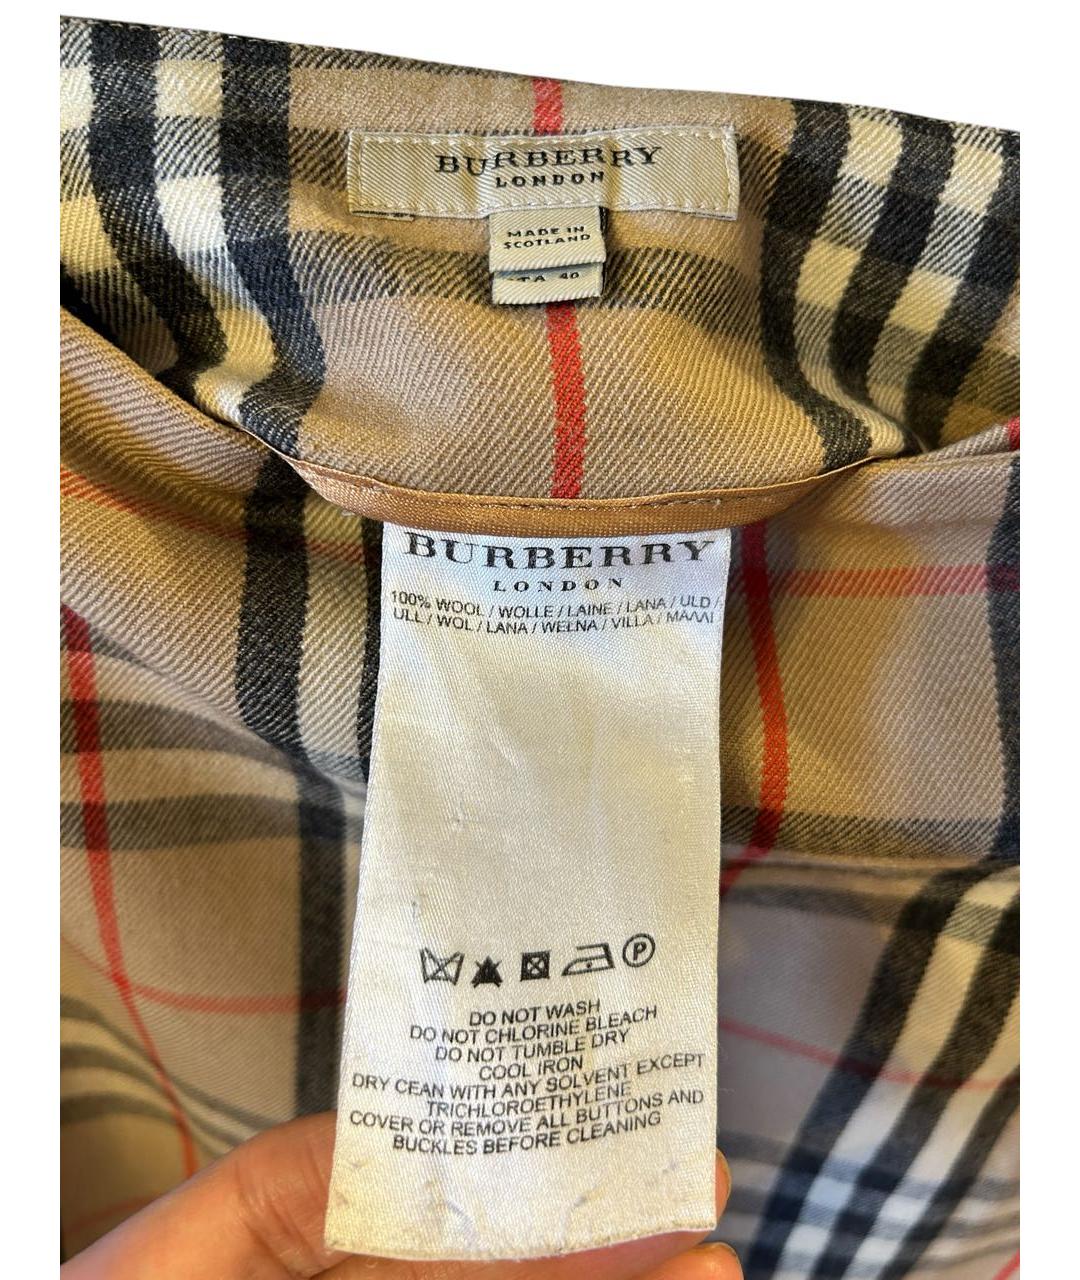 BURBERRY
LONDON
MADE IN
SCOTLAND
40
BURBERRY
LONDON
100% WOOL / WOLLE / LAINE / LANA / ULD /
ULL / WOL / LANA / WEŁNA / VILLA / ΜΑΛΛΙ
P
DO NOT WASH
DO NOT CHLORINE BLEACH
DO NOT TUMBLE DRY
COOL IRON
DRY CEAN WITH ANY SOLVENT EXCEPT
TRICHLOROETHYLENE
COVER OR REMOVE ALL BUTTONS AND
BUCKLES BEFORE CLEANING